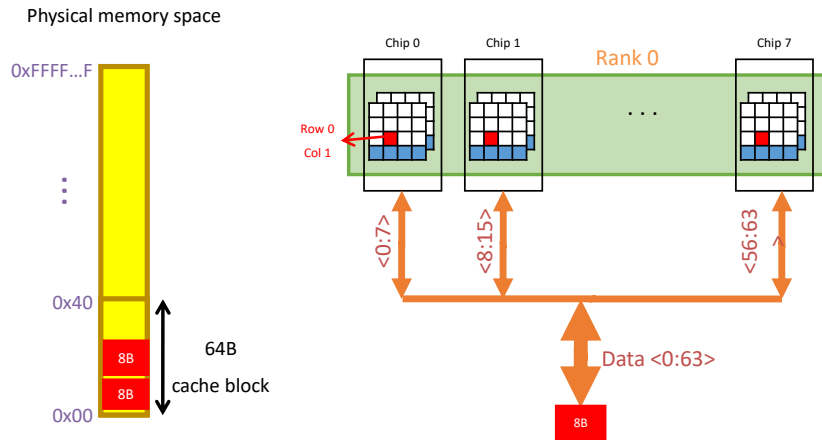 Physical memory space
0xFFFF...F
⋮
0x40
0x00
8B
8B
64B
cache block
Chip 0
Chip 1
Chip 7
Rank 0
. . .
Row 0
Col 1
<0:7>
<8:15>
<56:63
>
Data <0:63>
8B